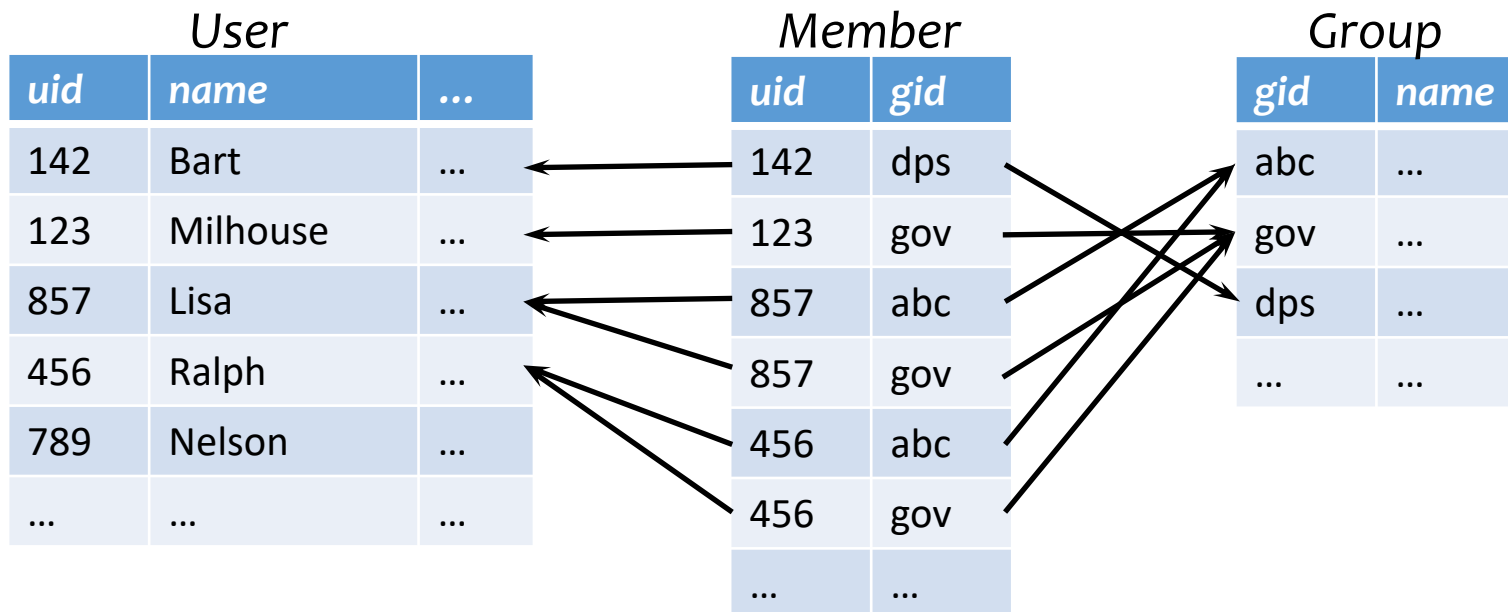 User
uid name ...
142 Bart ...
123 Milhouse ...
857 Lisa ...
456 Ralph ...
789 Nelson ...
... ... ...
Member
uid gid
142 dps
123 gov
857 abc
857 gov
456 abc
456 gov
... ...
Group
gid name
abc ...
gov ...
dps ...
... ...